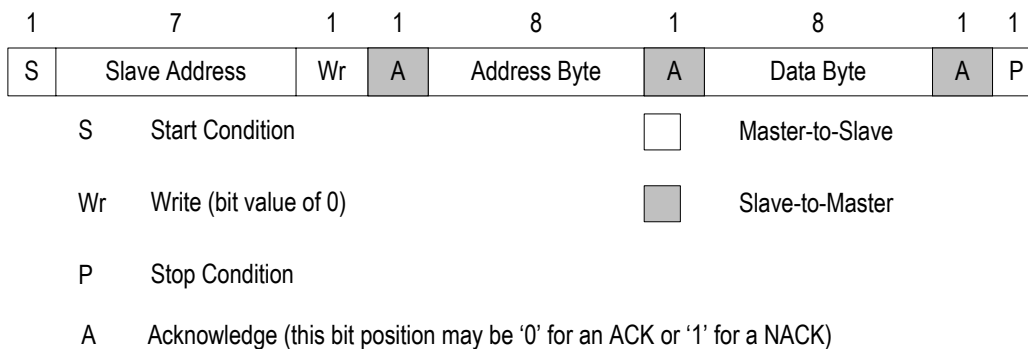 1 7 1 1 8 1 8 1 1
S Slave Address Wr A Address Byte A Data Byte A P
S Start Condition Master-to-Slave
Wr Write (bit value of 0) Slave-to-Master
P Stop Condition
A Acknowledge (this bit position may be ‘0’ for an ACK or ‘1’ for a NACK)